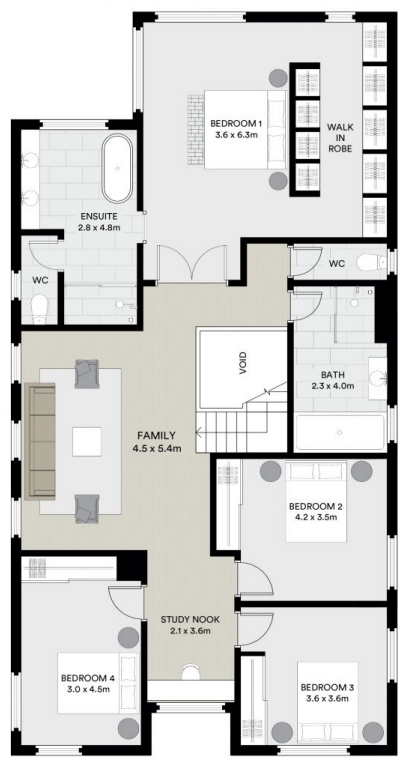 BEDROOM 1
3.6 x 6.3m
WALK
IN
ROBE
ENSUITE
2.8 x 4.8m
WC
WC
VOID
BATH
2.3 x 4.0m
FAMILY
4.5 x 5.4m
BEDROOM 2
4.2 x 3.5m
STUDY NOOK
2.1 x 3.6m
BEDROOM 4
3.0 x 4.5m
BEDROOM 3
3.6 x 3.6m